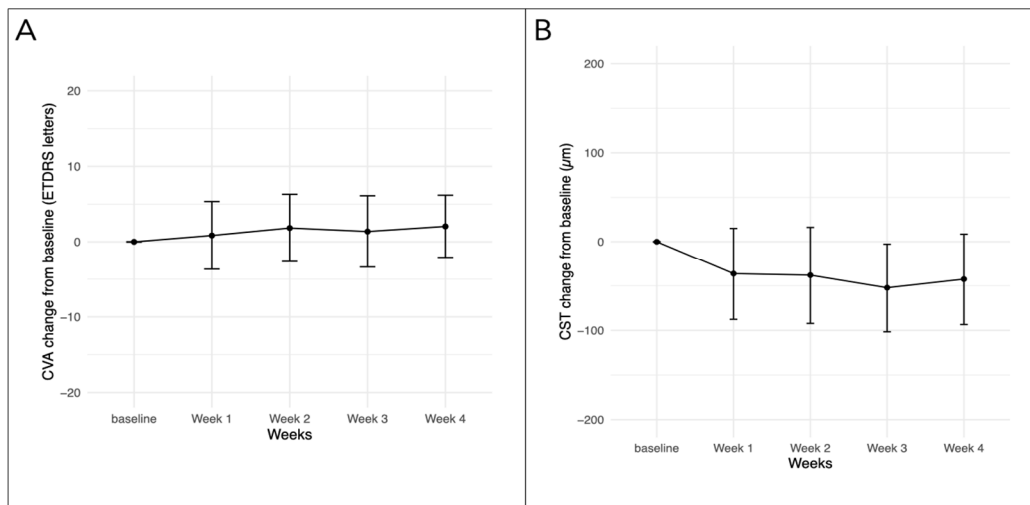 A
CVA change from baseline (ETDRS letters)
20
10
0
−10
−20
baseline Week 1 Week 2 Week 3 Week 4
Weeks
B
CST change from baseline (µm)
200
100
0
−100
−200
baseline Week 1 Week 2 Week 3 Week 4
Weeks